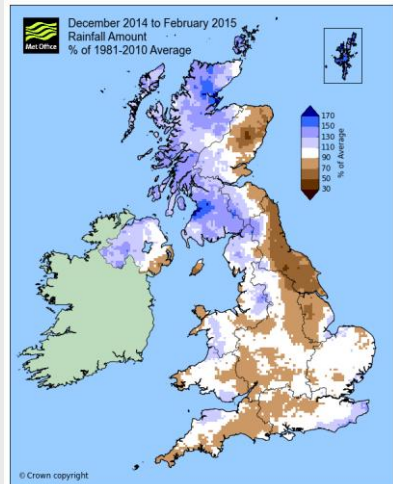 Met Office
December 2014 to February 2015
Rainfall Amount
% of 1981-2010 Average
170
150
130
110
90
70
50
30
% of Average
© Crown copyright